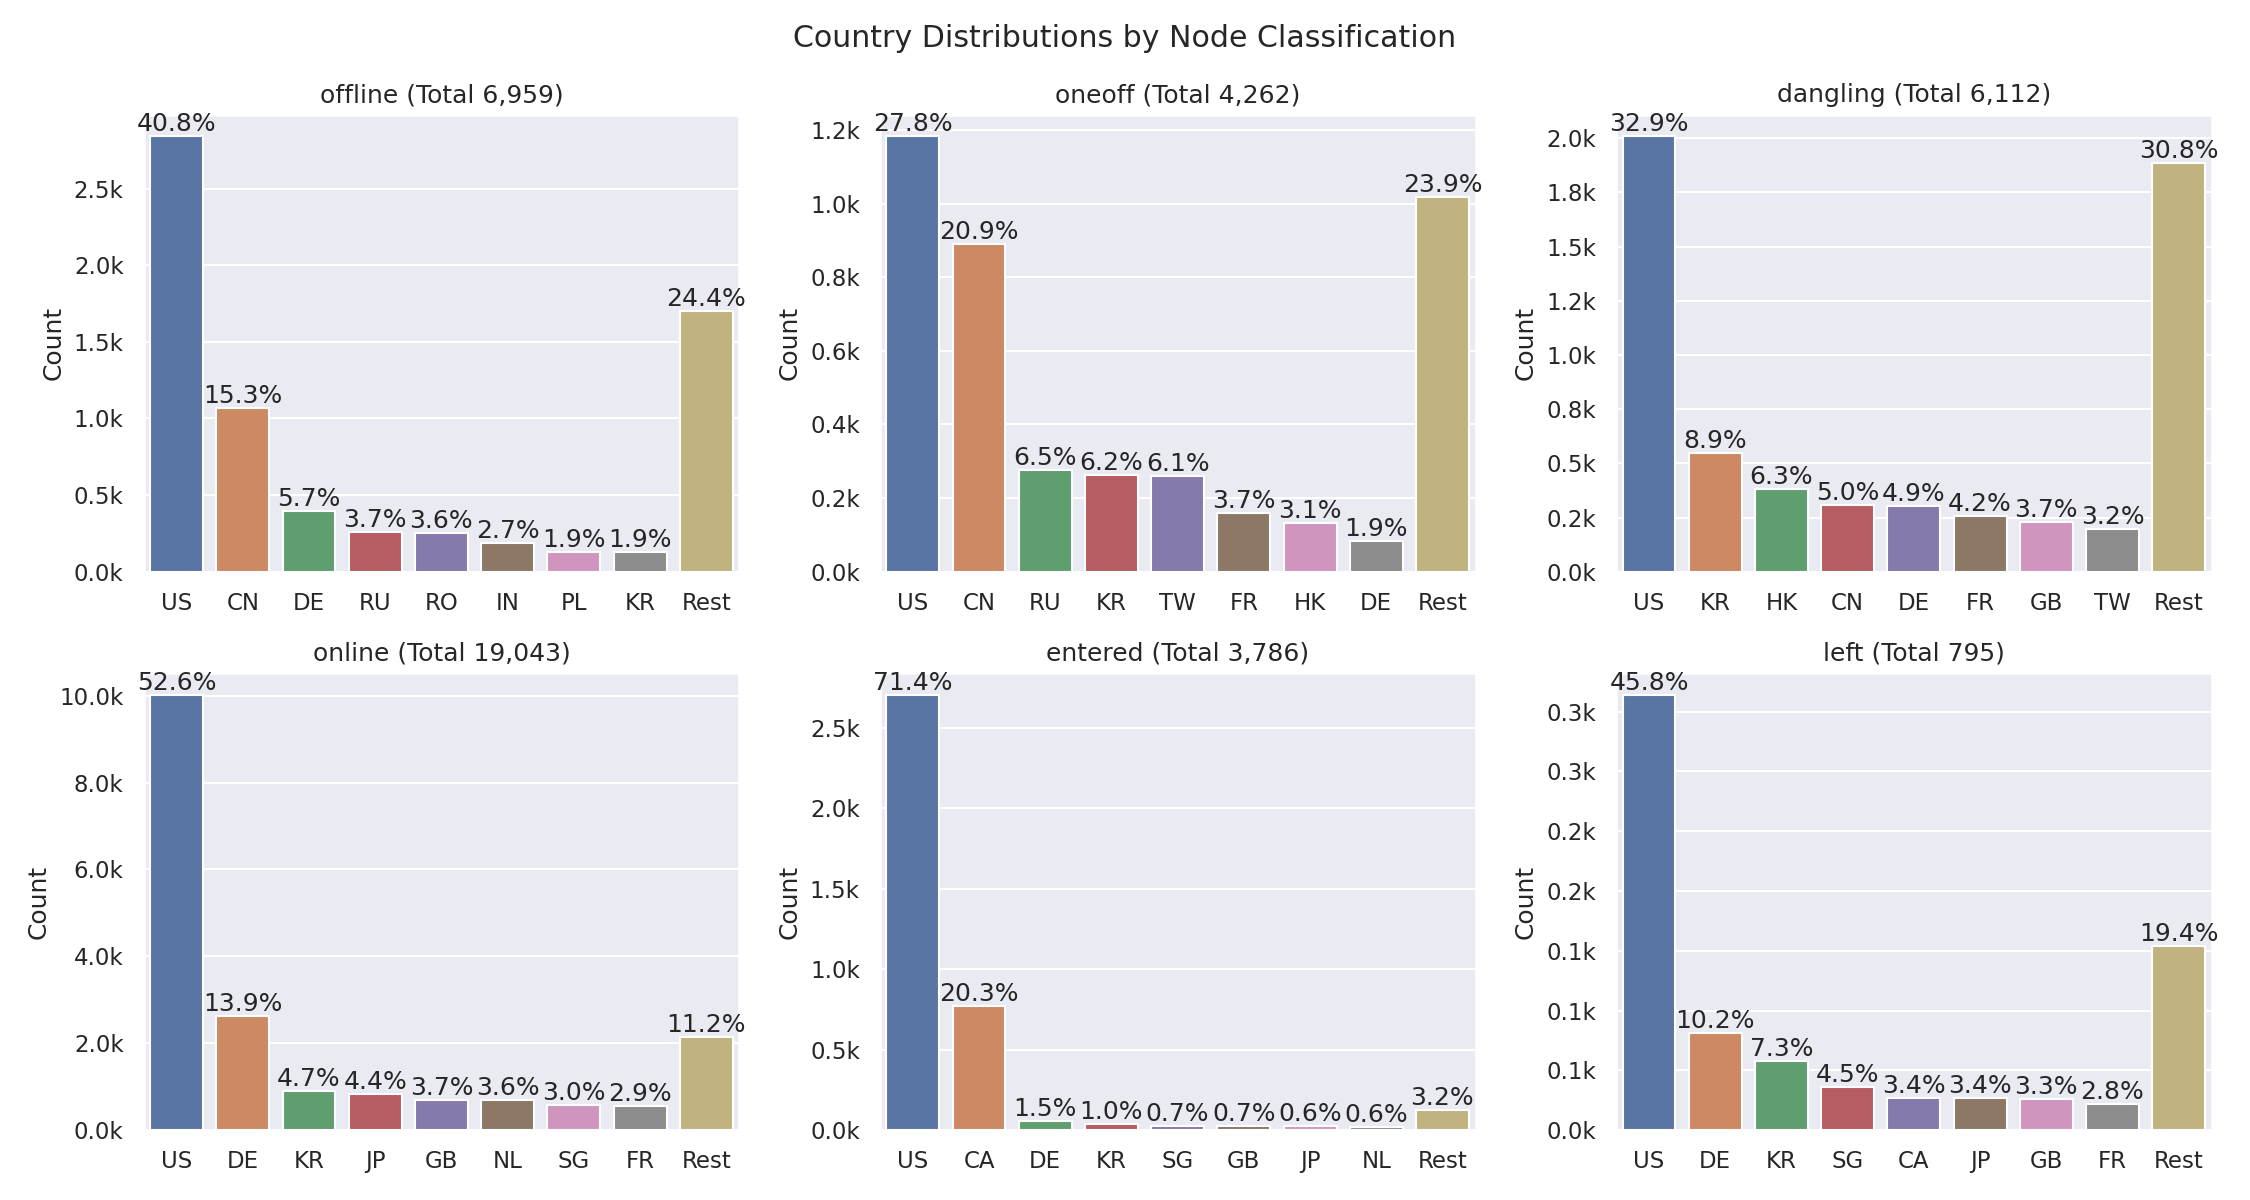 Country Distributions by Node Classification
offline (Total 6,959)
40.8%
15.3%
5.7%
3.7%
3.6%
2.7%
1.9%
1.9%
24.4%
2.5k
2.0k
1.5k
1.0k
0.5k
0.0k
Count
US CN DE RU RO IN PL KR Rest
oneoff (Total 4,262)
27.8%
20.9%
6.5%
6.2%
6.1%
3.7%
3.1%
1.9%
23.9%
1.2k
1.0k
0.8k
0.6k
0.4k
0.2k
0.0k
Count
US CN RU KR TW FR HK DE Rest
dangling (Total 6,112)
32.9%
8.9%
6.3%
5.0%
4.9%
4.2%
3.7%
3.2%
30.8%
2.0k
1.8k
1.5k
1.2k
1.0k
0.8k
0.5k
0.2k
0.0k
Count
US KR HK CN DE FR GB TW Rest
online (Total 19,043)
52.6%
13.9%
4.7%
4.4%
3.7%
3.6%
3.0%
2.9%
11.2%
10.0k
8.0k
6.0k
4.0k
2.0k
0.0k
Count
US DE KR JP GB NL SG FR Rest
entered (Total 3,786)
71.4%
20.3%
1.5%
1.0%
0.7%
0.7%
0.6%
0.6%
3.2%
2.5k
2.0k
1.5k
1.0k
0.5k
0.0k
Count
US CA DE KR SG GB JP NL Rest
left (Total 795)
45.8%
10.2%
7.3%
4.5%
3.4%
3.4%
3.3%
2.8%
19.4%
0.3k
0.3k
0.2k
0.2k
0.1k
0.1k
0.1k
0.0k
Count
US DE KR SG CA JP GB FR Rest